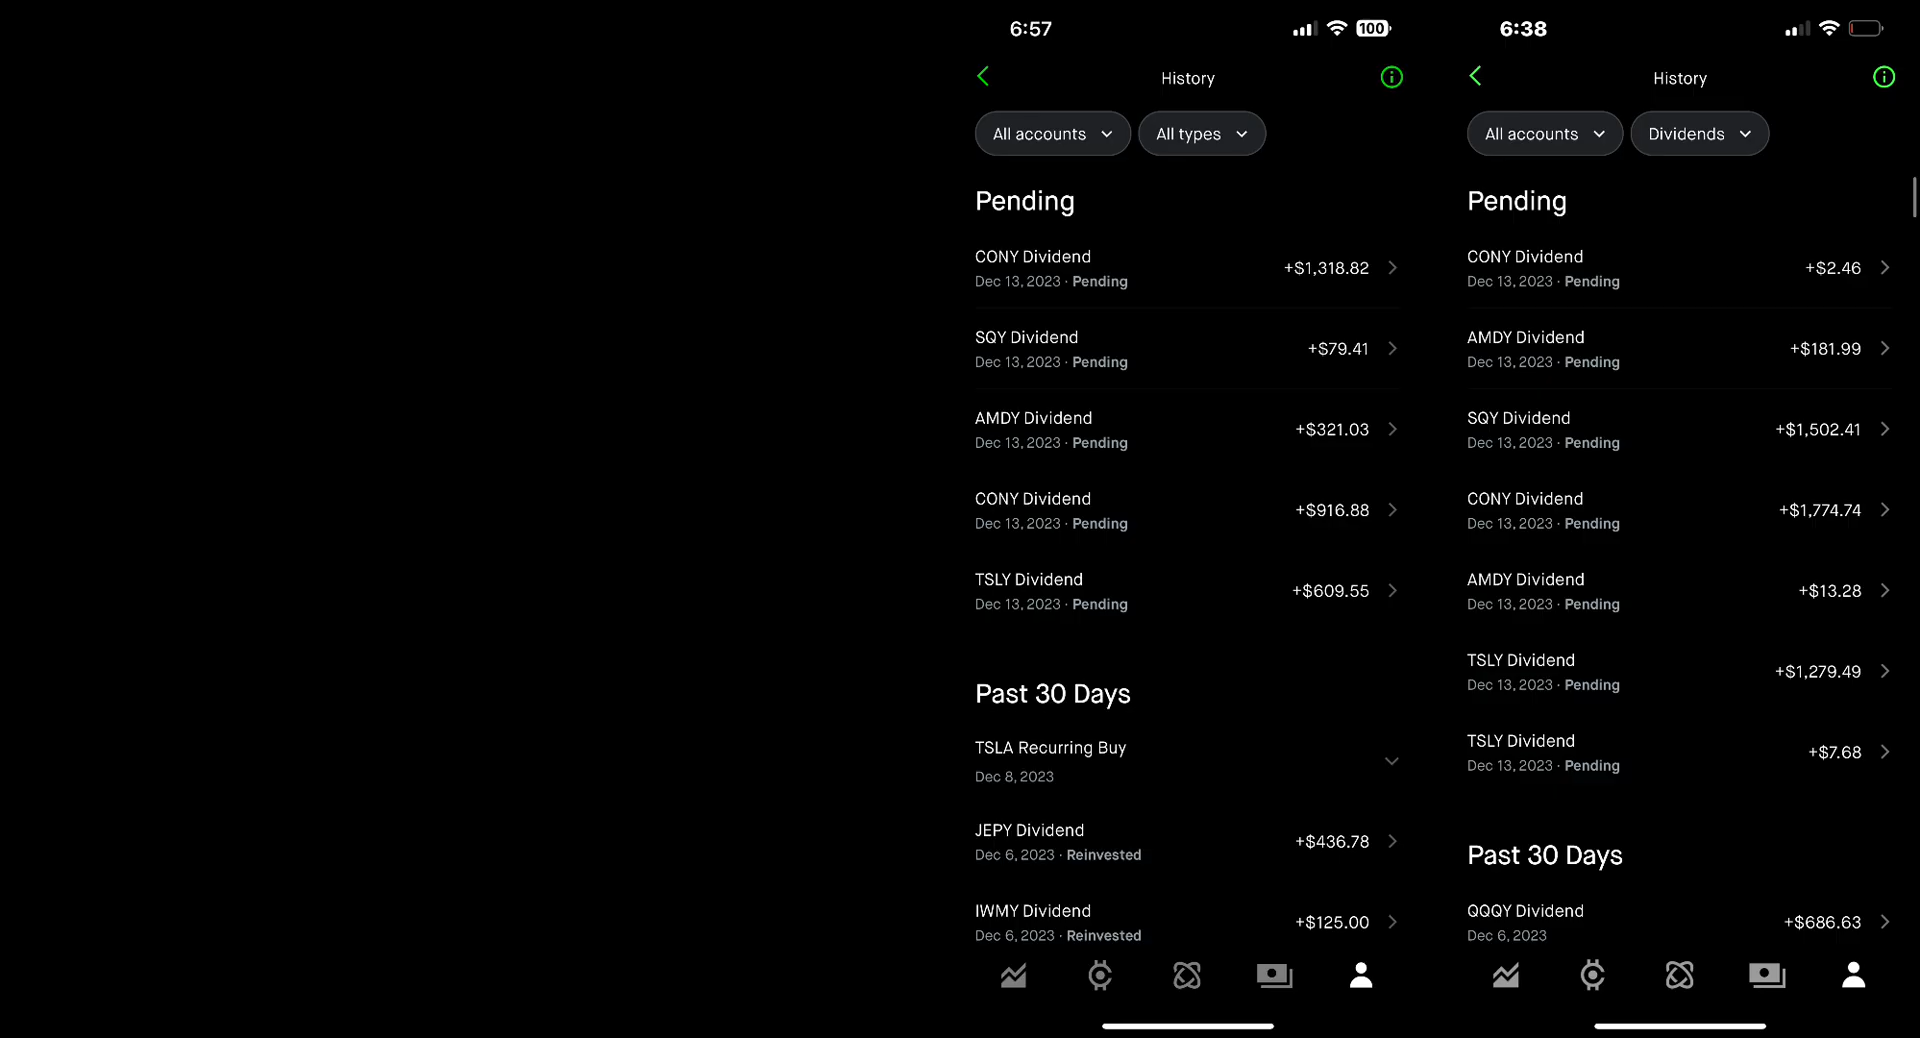 6:57
100
History
All accounts
All types
Pending
CONY Dividend
+$1,318.82
Dec 13, 2023 · Pending
SQY Dividend
+$79.41
Dec 13, 2023 · Pending
AMDY Dividend
+$321.03
Dec 13, 2023 · Pending
CONY Dividend
+$916.88
Dec 13, 2023 · Pending
TSLY Dividend
+$609.55
Dec 13, 2023 · Pending
Past 30 Days
TSLA Recurring Buy
Dec 8, 2023
JEPY Dividend
+$436.78
Dec 6, 2023 · Reinvested
IWMY Dividend
+$125.00
Dec 6, 2023 · Reinvested
6:38
History
All accounts
Dividends
Pending
CONY Dividend
+$2.46
Dec 13, 2023 · Pending
AMDY Dividend
+$181.99
Dec 13, 2023 · Pending
SQY Dividend
+$1,502.41
Dec 13, 2023 · Pending
CONY Dividend
+$1,774.74
Dec 13, 2023 · Pending
AMDY Dividend
+$13.28
Dec 13, 2023 · Pending
TSLY Dividend
+$1,279.49
Dec 13, 2023 · Pending
TSLY Dividend
+$7.68
Dec 13, 2023 · Pending
Past 30 Days
QQQY Dividend
+$686.63
Dec 6, 2023